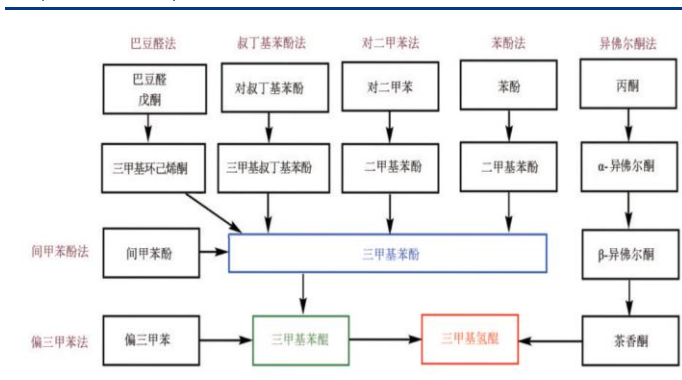 巴豆醛法 叔丁基苯酚法 对二甲苯法 苯酚法 异佛尔酮法
巴豆醛
戊酮
对叔丁基苯酚
对二甲苯
苯酚
丙酮
三甲基环己烯酮
三甲基叔丁基苯酚
二甲基苯酚
二甲基苯酚
α-异佛尔酮
间甲苯酚法
间甲苯酚
三甲基苯酚
β-异佛尔酮
偏三甲苯法
偏三甲苯
三甲基苯醌
三甲基氢醌
茶香酮